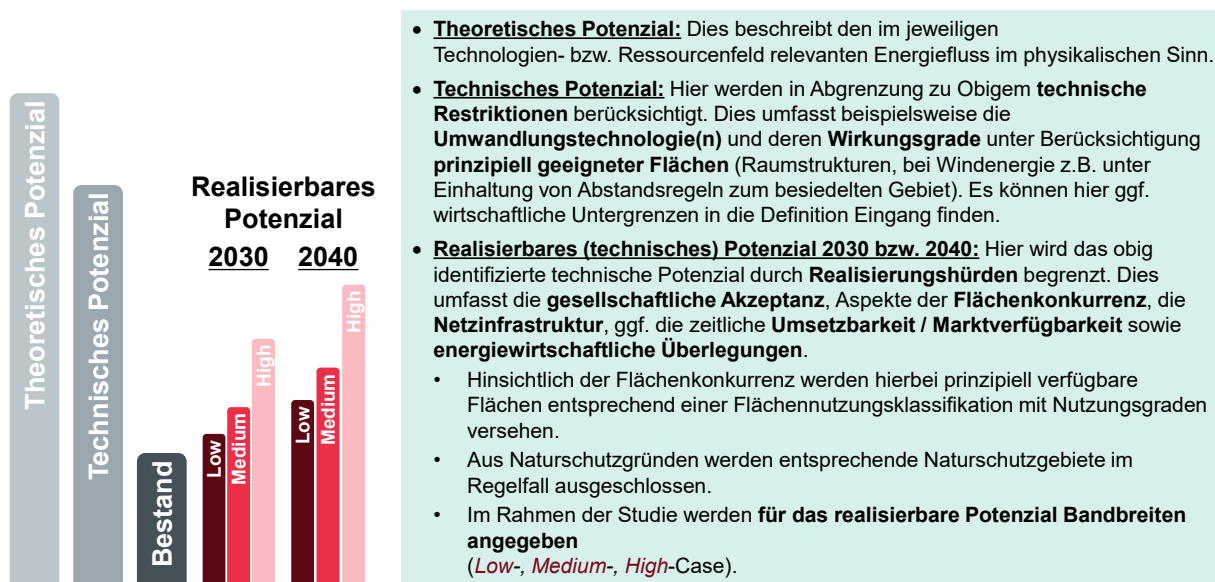 Theoretisches Potenzial
Technisches Potenzial
Bestand
Realisierbares
Potenzial
2030 2040
Low
Medium
High
Low
Medium
High
• Theoretisches Potenzial: Dies beschreibt den im jeweiligen
Technologien- bzw. Ressourcenfeld relevanten Energiefluss im physikalischen Sinn.
• Technisches Potenzial: Hier werden in Abgrenzung zu Obigem technische
Restriktionen berücksichtigt. Dies umfasst beispielsweise die
Umwandlungstechnologie(n) und deren Wirkungsgrade unter Berücksichtigung
prinzipiell geeigneter Flächen (Raumstrukturen, bei Windenergie z.B. unter
Einhaltung von Abstandsregeln zum besiedelten Gebiet). Es können hier ggf.
wirtschaftliche Untergrenzen in die Definition Eingang finden.
• Realisierbares (technisches) Potenzial 2030 bzw. 2040: Hier wird das obig
identifizierte technische Potenzial durch Realisierungshürden begrenzt. Dies
umfasst die gesellschaftliche Akzeptanz, Aspekte der Flächenkonkurrenz, die
Netzinfrastruktur, ggf. die zeitliche Umsetzbarkeit / Marktverfügbarkeit sowie
energiewirtschaftliche Überlegungen.
• Hinsichtlich der Flächenkonkurrenz werden hierbei prinzipiell verfügbare
Flächen entsprechend einer Flächennutzungsklassifikation mit Nutzungsgraden
versehen.
• Aus Naturschutzgründen werden entsprechende Naturschutzgebiete im
Regelfall ausgeschlossen.
• Im Rahmen der Studie werden für das realisierbare Potenzial Bandbreiten
angegeben
(Low-, Medium-, High-Case).